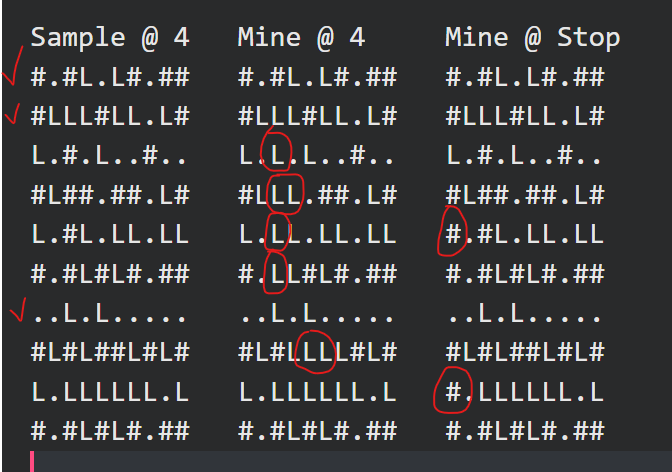 Sample @ 4   Mine @ 4     Mine @ Stop
#.#L.L#.##   #.#L.L#.##   #.#L.L#.##
#LLL#LL.L#   #LLL#LL.L#   #LLL#LL.L#
L.#.L..#..   L.L.L..#..   L.#.L..#..
#L##.##.L#   #LLL.##.L#   #L##.##.L#
L.#L.LL.LL   L.LL.LL.LL   #.#L.LL.LL
#.#L#L#.##   #.LL#L#.##   #.#L#L#.##
..L.L.....   ..L.L.....   ..L.L.....
#L#L##L#L#   #L#LLLL#L#   #L#L##L#L#
L.LLLLLL.L   L.LLLLLL.L   #.LLLLLL.L
#.#L#L#.##   #.#L#L#.##   #.#L#L#.##